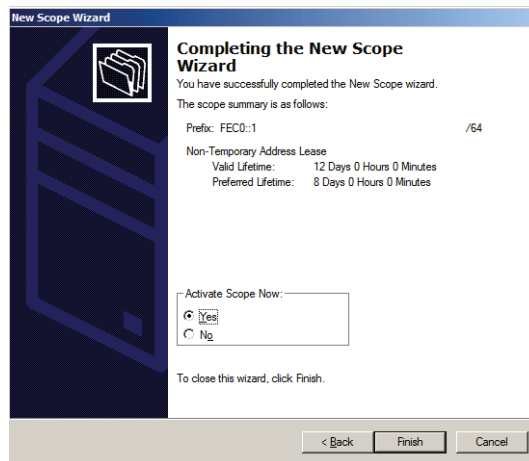 New Scope Wizard
Completing the New Scope
Wizard
You have successfully completed the New Scope wizard.
The scope summary is as follows:
Prefix: FEC0::1 /64
Non-Temporary Address Lease
Valid Lifetime: 12 Days 0 Hours 0 Minutes
Preferred Lifetime: 8 Days 0 Hours 0 Minutes
Activate Scope Now:
Yes
No
To close this wizard, click Finish.
< Back Finish Cancel